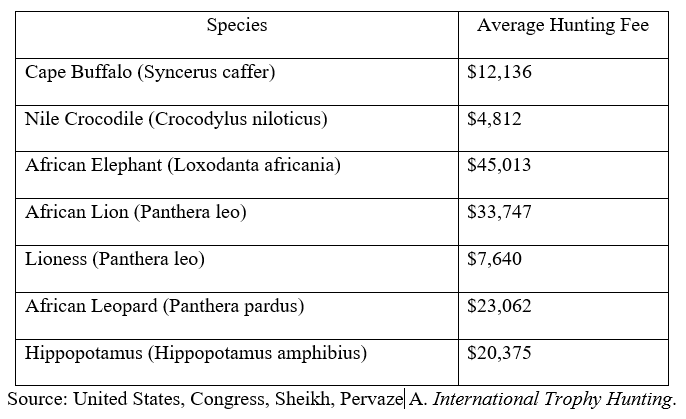 Species Average Hunting Fee
Cape Buffalo (Syncerus caffer) $12,136
Nile Crocodile (Crocodylus niloticus) $4,812
African Elephant (Loxodanta africania) $45,013
African Lion (Panthera leo) $33,747
Lioness (Panthera leo) $7,640
African Leopard (Panthera pardus) $23,062
Hippopotamus (Hippopotamus amphibius) $20,375
Source: United States, Congress, Sheikh, Pervaze A. International Trophy Hunting.